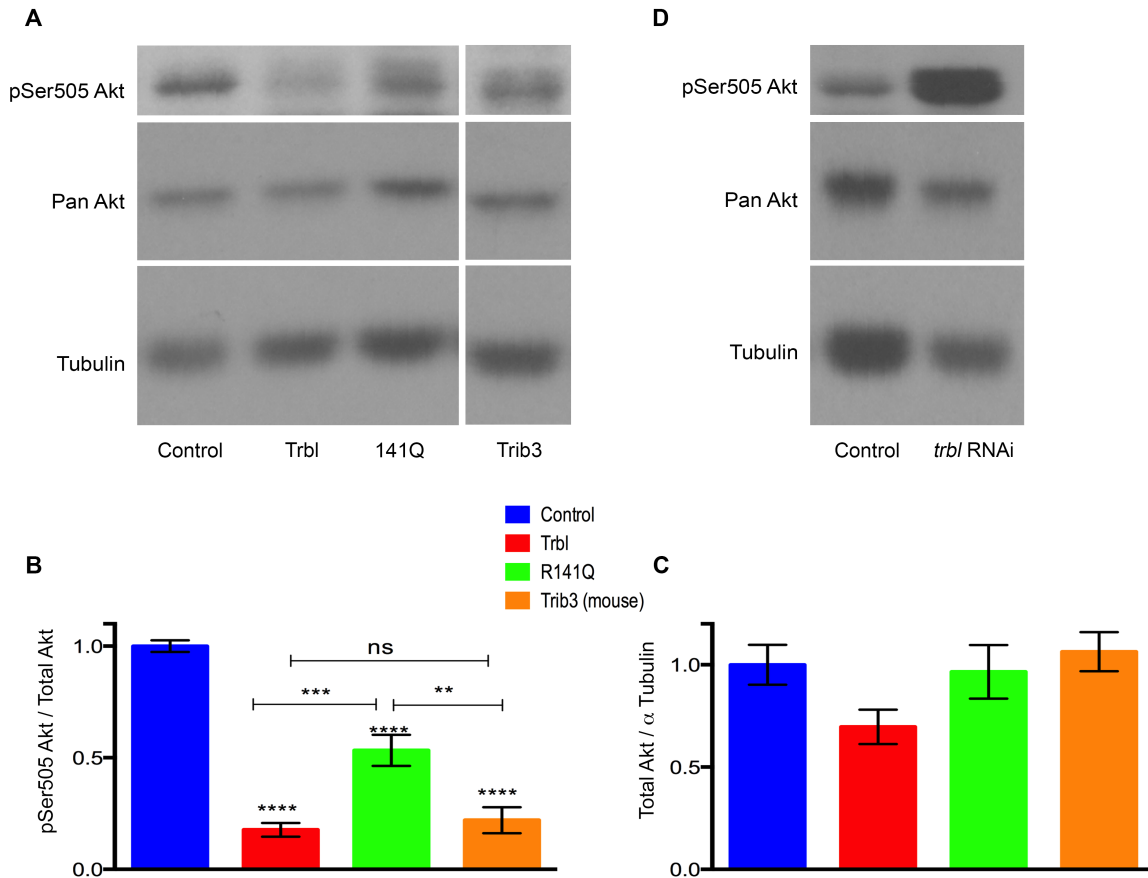 A
pSer505 Akt
Pan Akt
Tubulin
Control Trbl 141Q Trib3
D
pSer505 Akt
Pan Akt
Tubulin
Control trbl RNAi
Control
Trbl
R141Q
Trib3 (mouse)
B
pSer505 Akt / Total Akt
1.0
0.5
0.0
ns
***
**
****
****
****
C
Total Akt / α Tubulin
1.0
0.5
0.0